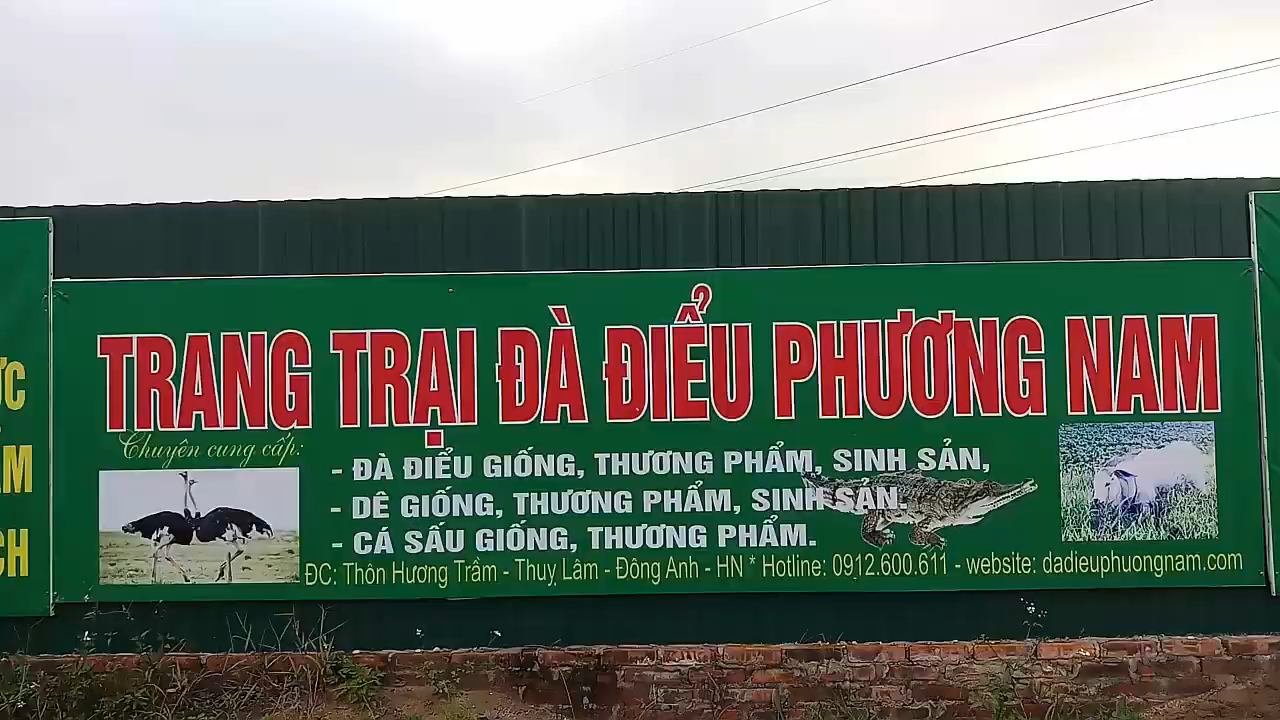 TRANG TRẠI ĐÀ ĐIỂU PHƯƠNG NAM
Chuyên cung cấp:
- ĐÀ ĐIỂU GIỐNG, THƯƠNG PHẨM, SINH SẢN,
- DÊ GIỐNG, THƯƠNG PHẨM, SINH SẢN.
- CÁ SẤU GIỐNG, THƯƠNG PHẨM.
ĐC: Thôn Hương Trầm - Thuỵ Lâm - Đông Anh - HN * Hotline: 0912.600.611 - website: dadieuphuongnam.com